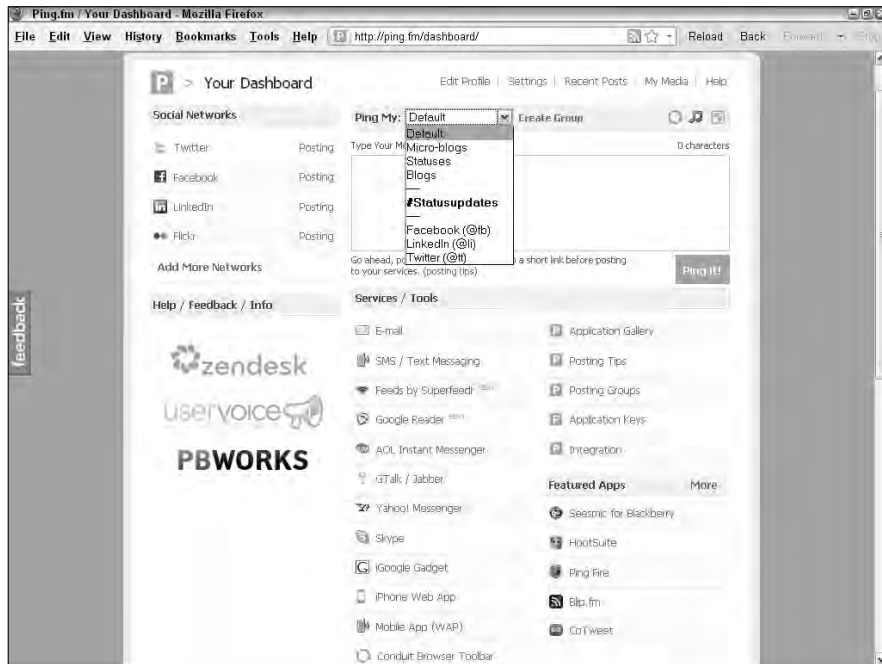 Ping.fm / Your Dashboard - Mozilla Firefox
File Edit View History Bookmarks Tools Help
http://ping.fm/dashboard/
Reload Back Forward Stop
P > Your Dashboard
Edit Profile | Settings | Recent Posts | My Media | Help
Social Networks
Twitter Posting
Facebook Posting
LinkedIn Posting
Flickr Posting
Add More Networks
Help / Feedback / Info
zendesk
uservoice
PBWORKS
feedback
Ping My: Default Create Group
Default
Micro-blogs
Statuses
Blogs
#Statusupdates
Facebook (@fb)
LinkedIn (@li)
Twitter (@tt)
Type Your M
0 characters
Go ahead, po a short link before posting
to your services. (posting tips)
Ping it!
Services / Tools
E-mail
SMS / Text Messaging
Feeds by Superfeedr
Google Reader
AOL Instant Messenger
GTalk / Jabber
Yahoo! Messenger
Skype
iGoogle Gadget
iPhone Web App
Mobile App (WAP)
Conduit Browser Toolbar
Application Gallery
Posting Tips
Posting Groups
Application Keys
Integration
Featured Apps More
Seesmic for Blackberry
HootSuite
Ping Fire
Blip.fm
CoTweet